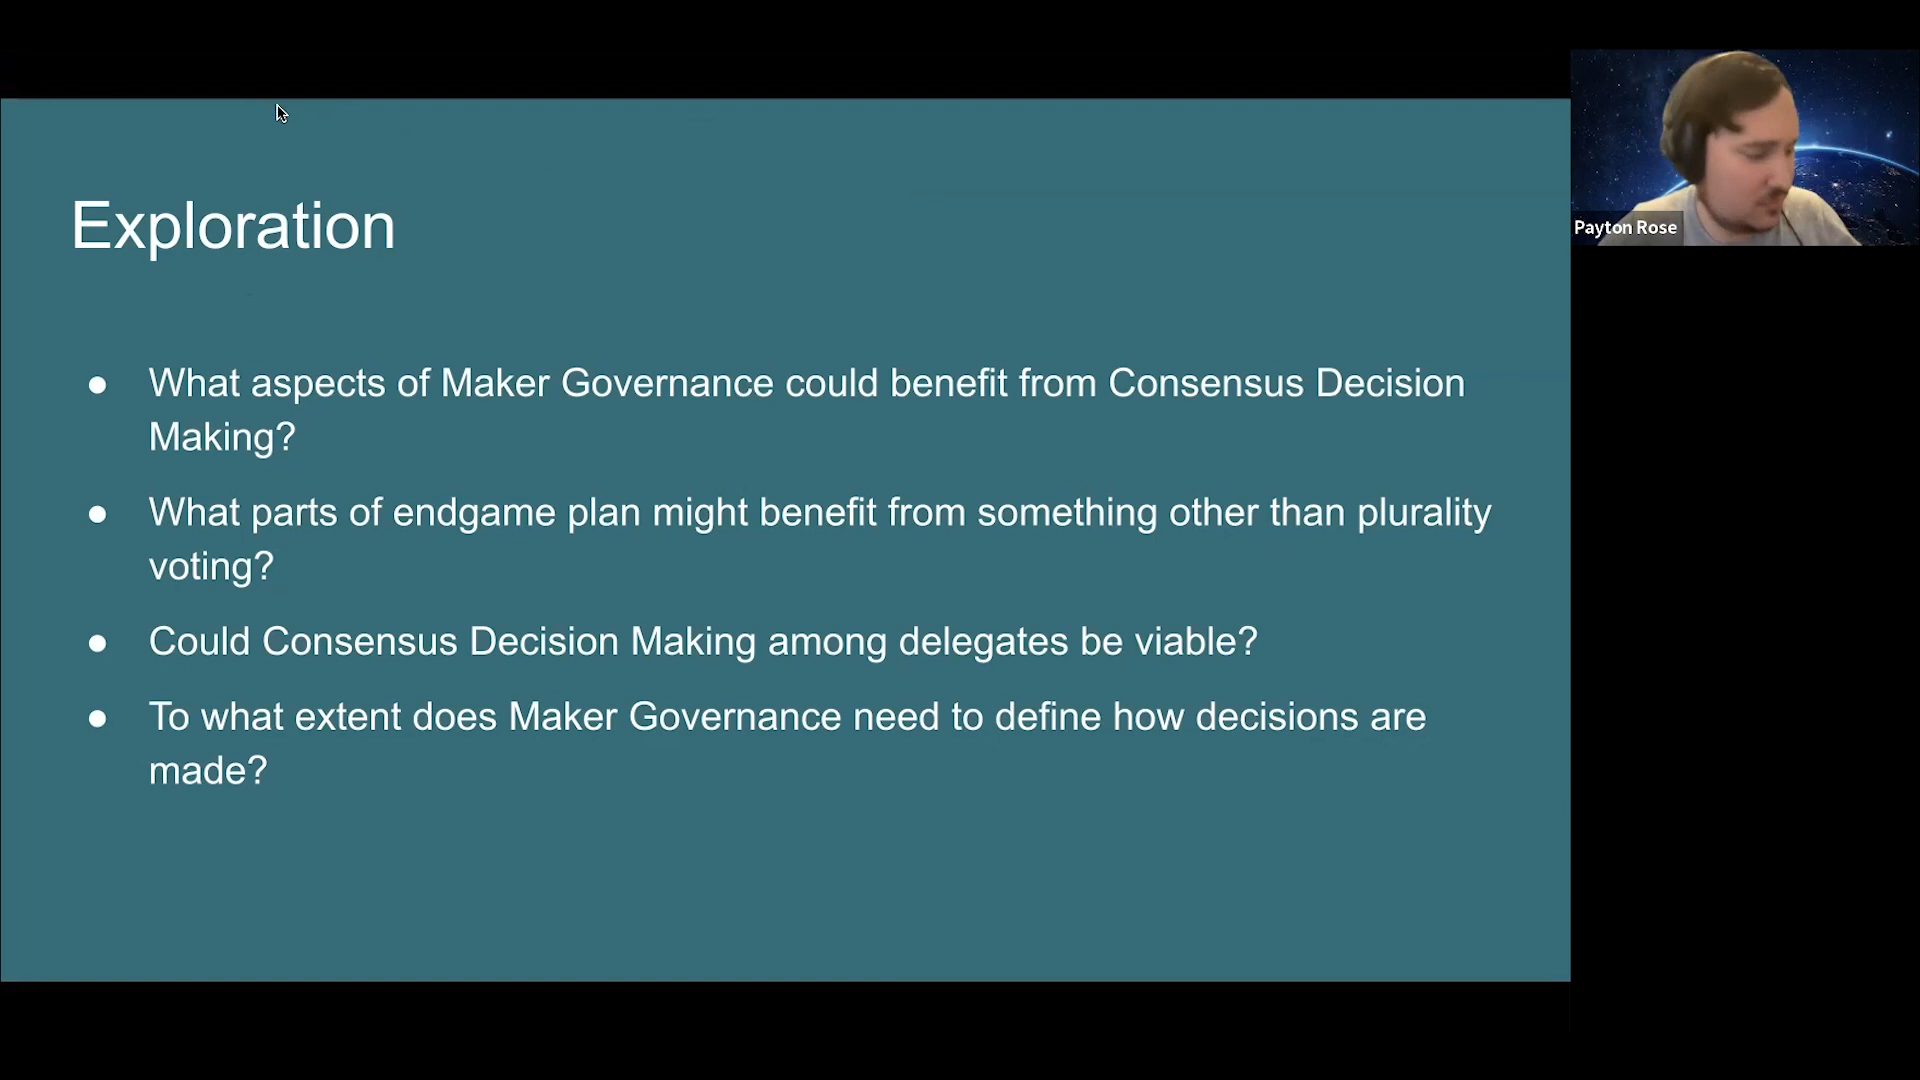 Exploration
● What aspects of Maker Governance could benefit from Consensus Decision
Making?
● What parts of endgame plan might benefit from something other than plurality
voting?
● Could Consensus Decision Making among delegates be viable?
● To what extent does Maker Governance need to define how decisions are
made?
Payton Rose